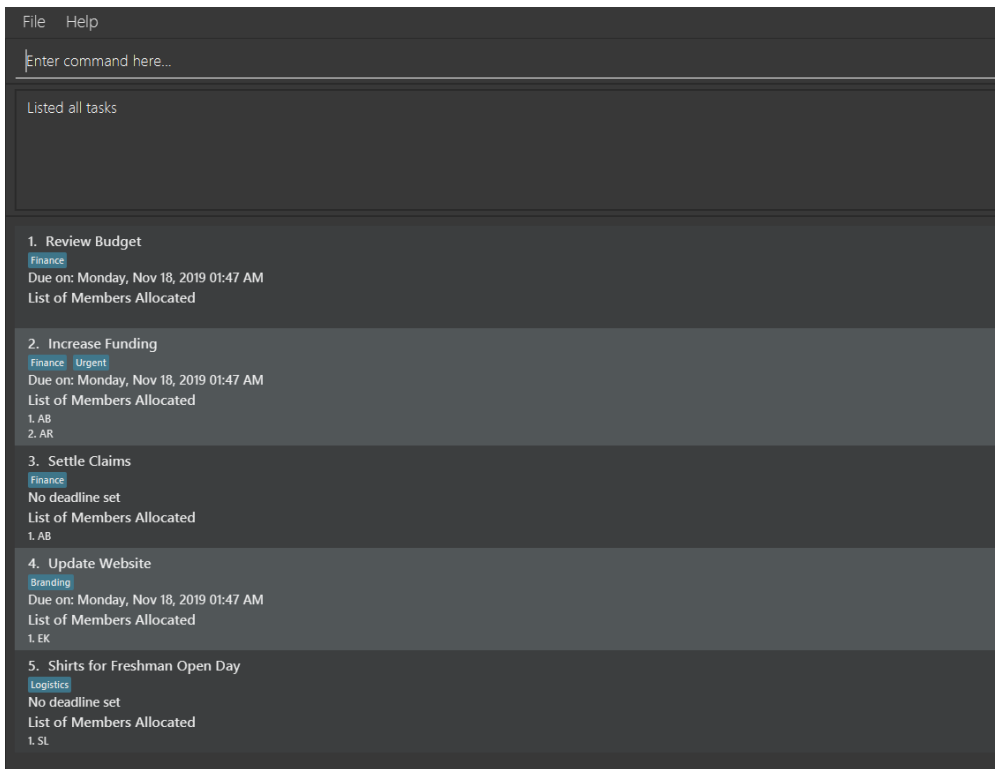 File Help
Enter command here...
Listed all tasks
1. Review Budget
Finance
Due on: Monday, Nov 18, 2019 01:47 AM
List of Members Allocated
2. Increase Funding
Finance Urgent
Due on: Monday, Nov 18, 2019 01:47 AM
List of Members Allocated
1. AB
2. AR
3. Settle Claims
Finance
No deadline set
List of Members Allocated
1. AB
4. Update Website
Branding
Due on: Monday, Nov 18, 2019 01:47 AM
List of Members Allocated
1. EK
5. Shirts for Freshman Open Day
Logistics
No deadline set
List of Members Allocated
1. SL